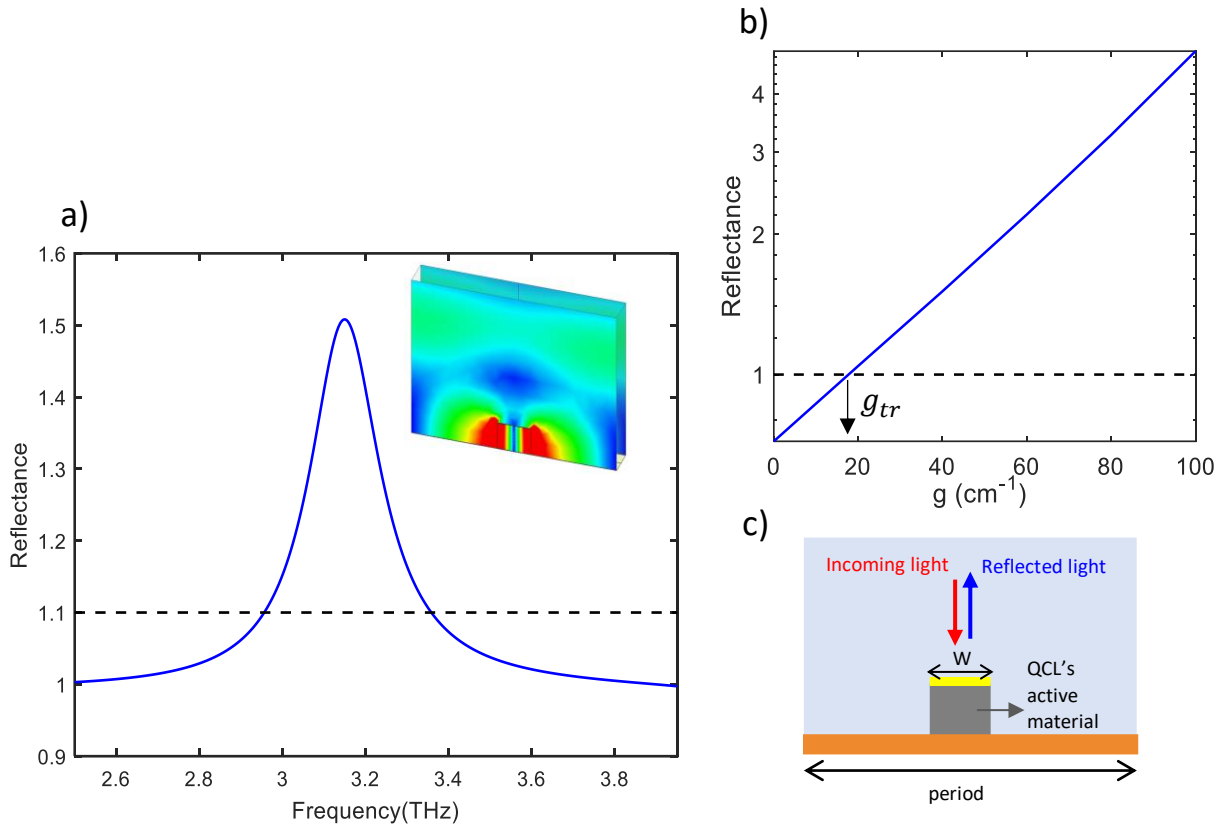 a)
1.6
1.5
1.4
1.3
1.2
1.1
1
0.9
Reflectance
2.6
2.8
3
3.2
3.4
3.6
3.8
Frequency(THz)
b)
4
3
2
1
Reflectance
g_{tr}
0
20
40
60
80
100
g (cm⁻¹)
c)
Incoming light
Reflected light
W
QCL's
active
material
period